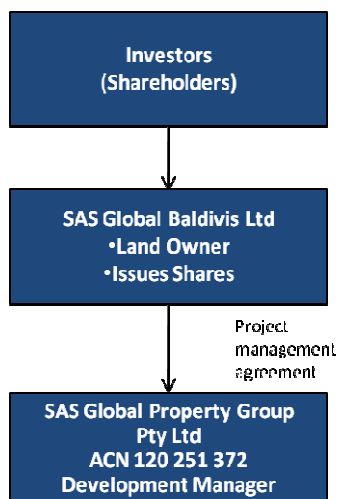 Investors
(Shareholders)
SAS Global Baldivis Ltd
•Land Owner
•Issues Shares
Project
management
agreement
SAS Global Property Group
Pty Ltd
ACN 120 251 372
Development Manager